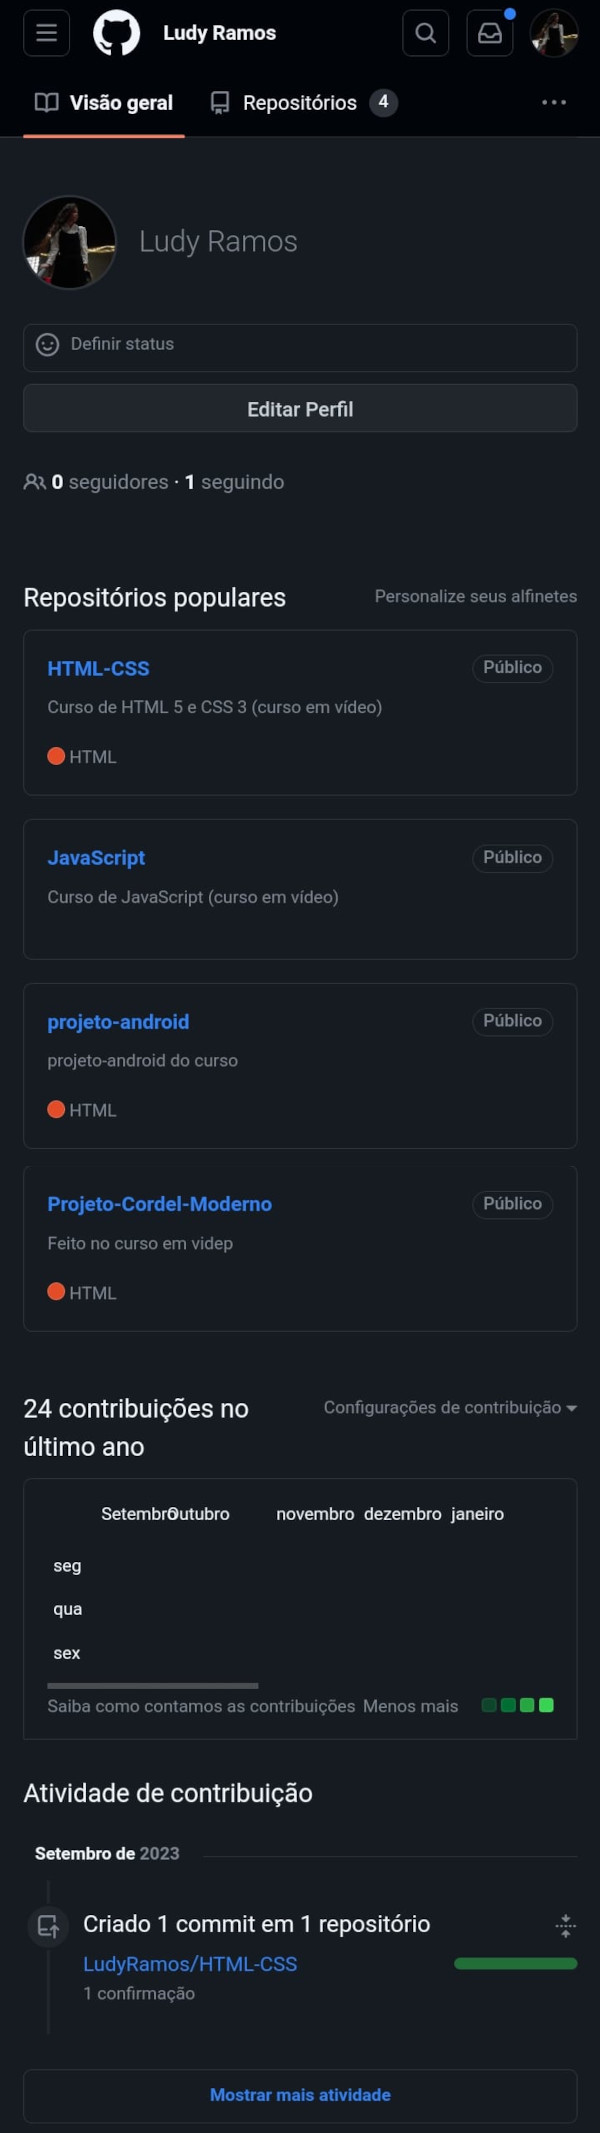 Ludy Ramos
Visão geral Repositórios 4
Ludy Ramos
Definir status
Editar Perfil
0 seguidores · 1 seguindo
Repositórios populares Personalize seus alfinetes
HTML-CSS Público
Curso de HTML 5 e CSS 3 (curso em vídeo)
HTML
JavaScript Público
Curso de JavaScript (curso em vídeo)
projeto-android Público
projeto-android do curso
HTML
Projeto-Cordel-Moderno Público
Feito no curso em videp
HTML
24 contribuições no Configurações de contribuição
último ano
Setembro Outubro novembro dezembro janeiro
seg
qua
sex
Saiba como contamos as contribuições Menos mais
Atividade de contribuição
Setembro de 2023
Criado 1 commit em 1 repositório
LudyRamos/HTML-CSS
1 confirmação
Mostrar mais atividade